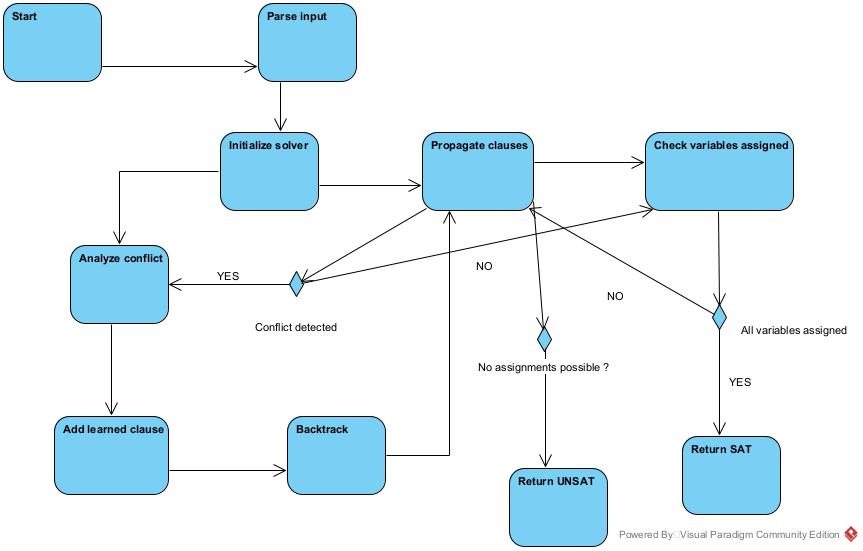 Start
Parse input
Initialize solver
Propagate clauses
Check variables assigned
Analyze conflict
YES
NO
NO
Conflict detected
All variables assigned
No assignments possible ?
YES
Add learned clause
Backtrack
Return SAT
Return UNSAT
Powered By Visual Paradigm Community Edition